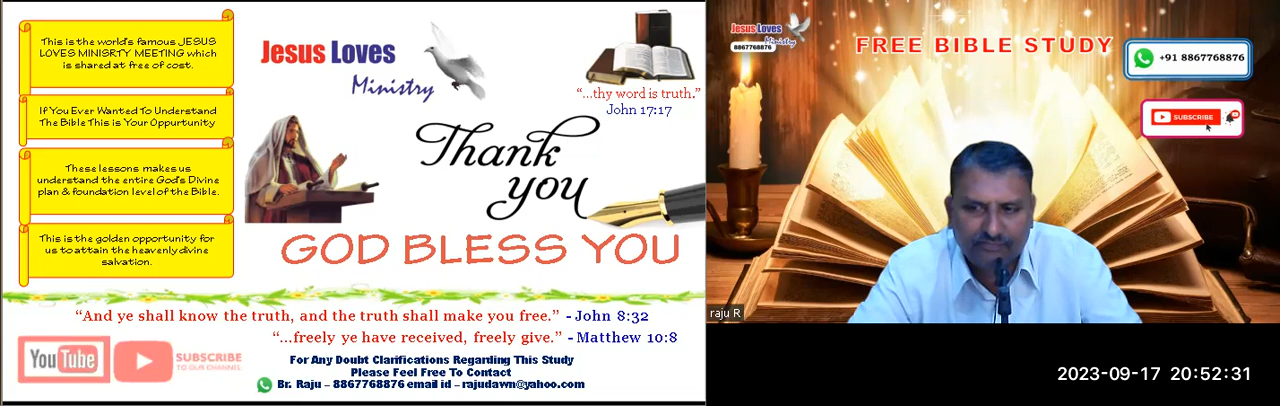 This is the world's famous JESUS
LOVES MINISRTY MEETING which
is shared at free of cost.
If You Ever Wanted To Understand
The Bible This is Your Oppurtunity
These lessons makes us
understand the entire God's Divine
plan & foundation level of the Bible.
This is the golden opportunity for
us to attain the heavenly divine
salvation.
Jesus Loves
Ministry
"...thy word is truth."
John 17:17
Thank
you
GOD BLESS YOU
"And ye shall know the truth, and the truth shall make you free." - John 8:32
"...freely ye have received, freely give." - Matthew 10:8
YouTube
SUBSCRIBE
TO OUR CHANNEL
For Any Doubt Clarifications Regarding This Study
Please Feel Free To Contact
Br. Raju – 8867768876 email id – rajudawn@yahoo.com
Jesus Loves
Ministry
8867768876
FREE BIBLE STUDY
+91 8867768876
SUBSCRIBE
raju R
2023-09-17 20:52:31